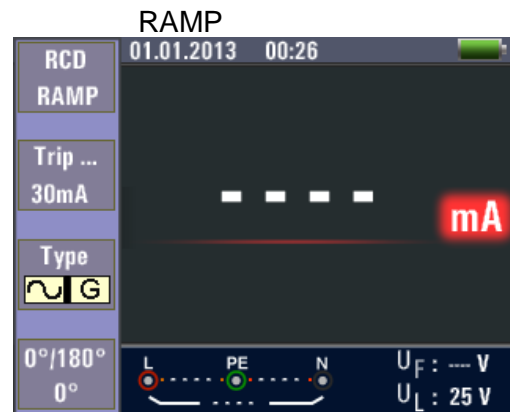 RAMP
01.01.2013 00:26
RCD
RAMP
Trip ...
30mA
- - - -
mA
Type
G
0°/180°
0°
L PE N
UF : --- V
UL : 25 V